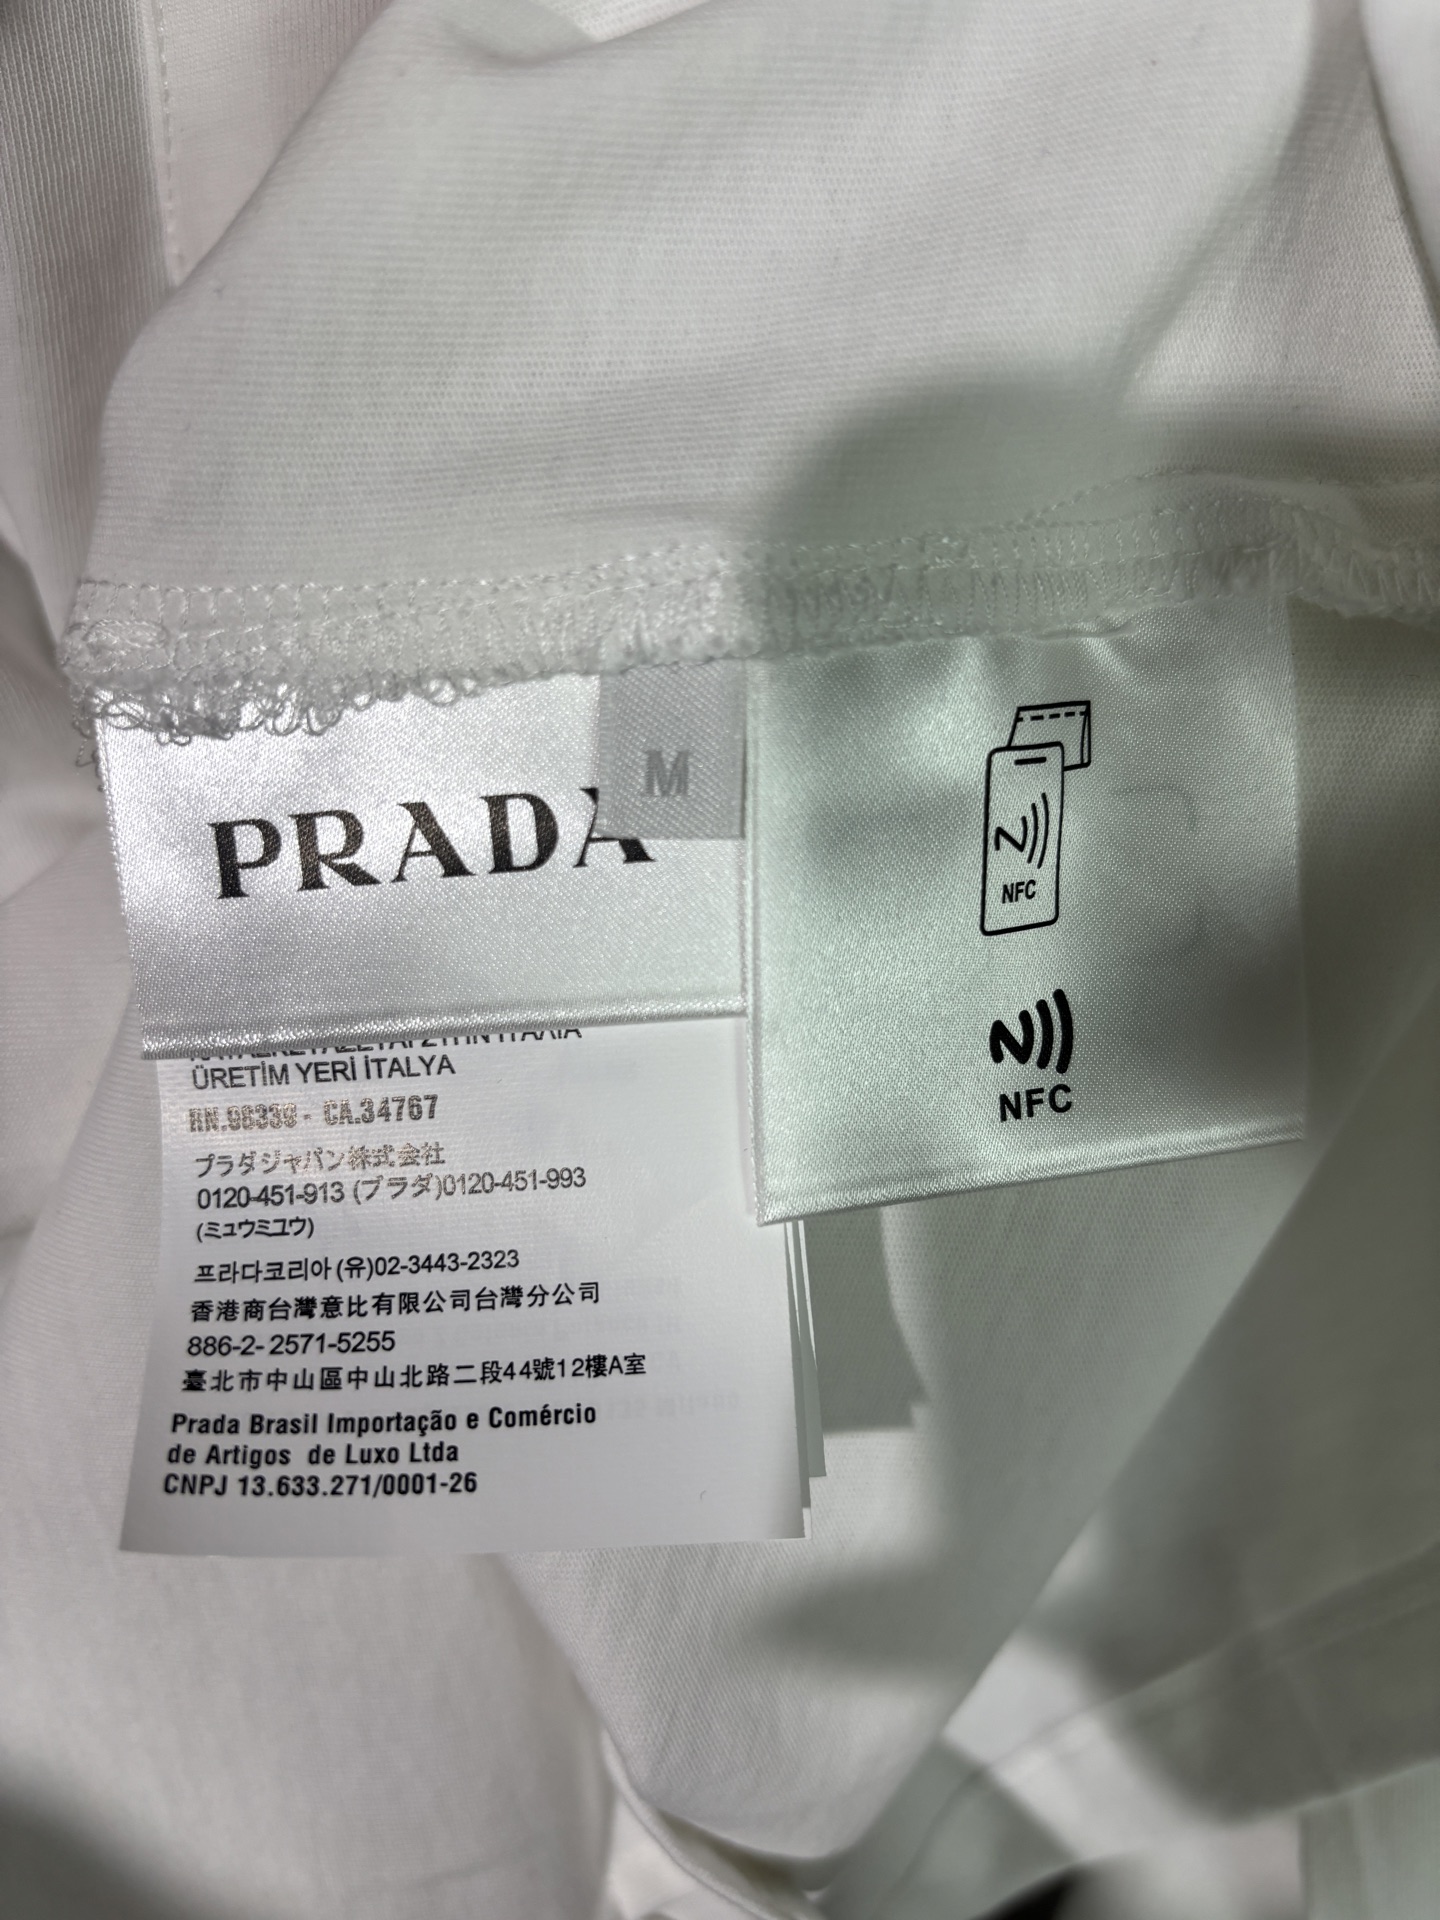 PRADA
M
NFC
NFC
ÜRETİM YERİ İTALYA
RN.96339 - CA.34767
プラダジャパン株式会社
0120-451-913 (プラダ)0120-451-993
(ミュウミユウ)
프라다코리아(유)02-3443-2323
香港商台灣意比有限公司台灣分公司
886-2- 2571-5255
臺北市中山區中山北路二段44號12樓A室
Prada Brasil Importação e Comércio
de Artigos de Luxo Ltda
CNPJ 13.633.271/0001-26